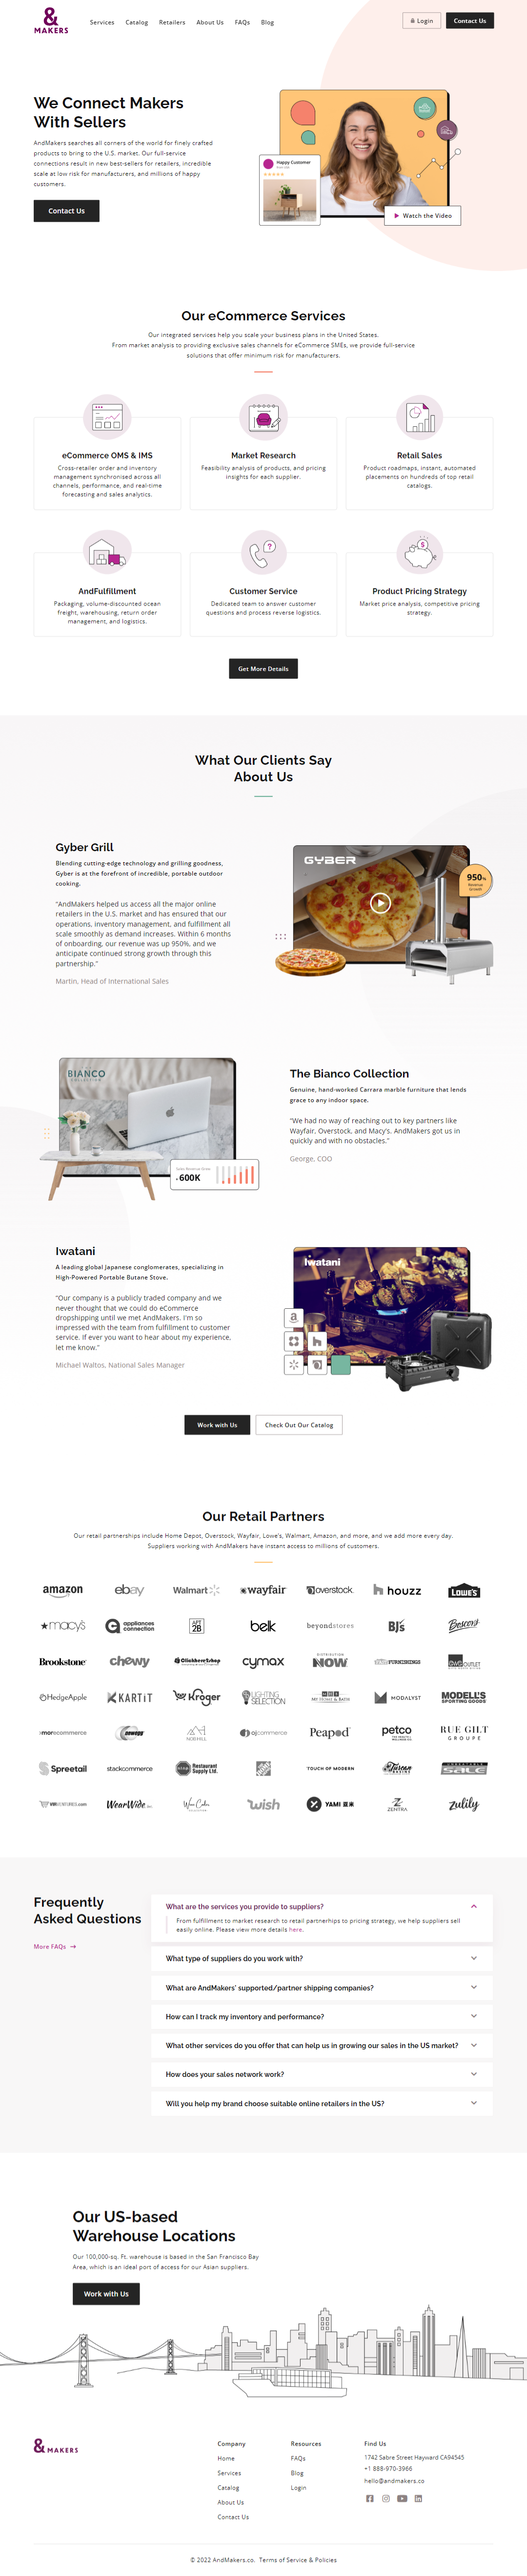 &
MAKERS
Services Catalog Retailers About Us FAQs Blog
Login Contact Us
We Connect Makers
With Sellers
AndMakers searches all corners of the world for finely crafted
products to bring to the U.S. market. Our full-service
connections result in new best-sellers for retailers, incredible
scale at low risk for manufacturers, and millions of happy
customers.
Contact Us
Happy Customer
Watch the Video
Our eCommerce Services
Our integrated services help you scale your business plans in the United States.
From market analysis to providing exclusive sales channels for eCommerce SMEs, we provide full-service
solutions that offer minimum risk for manufacturers.
eCommerce OMS & IMS
Cross-retailer order and inventory
management synchronised across all
channels, performance, and real-time
forecasting and sales analytics.
Market Research
Feasibility analysis of products, and pricing
insights for each supplier.
Retail Sales
Product roadmaps, instant, automated
placements on hundreds of top retail
catalogs.
AndFulfillment
Packaging, volume-discounted ocean
freight, warehousing, return order
management, and logistics.
Customer Service
Dedicated team to answer customer
questions and process reverse logistics.
Product Pricing Strategy
Market price analysis, competitive pricing
strategy.
Get More Details
What Our Clients Say
About Us
Gyber Grill
Blending cutting-edge technology and grilling goodness,
Gyber is at the forefront of incredible, portable outdoor
cooking.
"AndMakers helped us access all the major online
retailers in the U.S. market and has ensured that our
operations, inventory management, and fulfillment all
scale smoothly as demand increases. Within 6 months
of onboarding, our revenue was up 950%, and we
anticipate continued strong growth through this
partnership."
Martin, Head of International Sales
GYBER
950%
Revenue
Growth
BIANCO
COLLECTION
600K
The Bianco Collection
Genuine, hand-worked Carrara marble furniture that lends
grace to any indoor space.
"We had no way of reaching out to key partners like
Wayfair, Overstock, and Macy's. AndMakers got us in
quickly and with no obstacles."
George, COO
Iwatani
A leading global Japanese conglomerates, specializing in
High-Powered Portable Butane Stove.
"Our company is a publicly traded company and we
never thought that we could do eCommerce
dropshipping until we met AndMakers. I'm so
impressed with the team from fulfillment to customer
service. If ever you want to hear about my experience,
let me know."
Michael Waltos, National Sales Manager
Iwatani
Work with Us Check Out Our Catalog
Our Retail Partners
Our retail partnerships include Home Depot, Overstock, Wayfair, Lowe's, Walmart, Amazon, and more, and we add more every day.
Suppliers working with AndMakers have instant access to millions of customers.
amazon ebay Walmart wayfair overstock houzz LOWE'S
macy's appliances connection APT 2B belk beyondstores BJ's Boscov's
Brookstone chewy ClickhereShop cymax DISTRIBUTION NOW FURNISHINGS OUTLET
HedgeApple KARTiT Kroger LIGHTING SELECTION MODALYST MODELL'S SPORTING GOODS
morecommerce newegg NOB HILL ojcommerce Peapod petco RUE GILT GROUPE
Spreetail stackcommerce Restaurant Supply Ltd. TOUCH OF MODERN Tuscan SALE
VMVENTURES.com WearWide Wine Cooler wish YAMI ZENTRA zulily
Frequently
Asked Questions
More FAQs
What are the services you provide to suppliers?
From fulfillment to market research to retail partnerhips to pricing strategy, we help suppliers sell
easily online. Please view more details here.
What type of suppliers do you work with?
What are AndMakers' supported/partner shipping companies?
How can I track my inventory and performance?
What other services do you offer that can help us in growing our sales in the US market?
How does your sales network work?
Will you help my brand choose suitable online retailers in the US?
Our US-based
Warehouse Locations
Our 100,000-sq. Ft. warehouse is based in the San Francisco Bay
Area, which is an ideal port of access for our Asian suppliers.
Work with Us
& MAKERS
Company
Home
Services
Catalog
About Us
Contact Us
Resources
FAQs
Blog
Login
Find Us
1742 Sabre Street Hayward CA94545
+1 888-970-3966
hello@andmakers.co
© 2022 AndMakers.co. Terms of Service & Policies